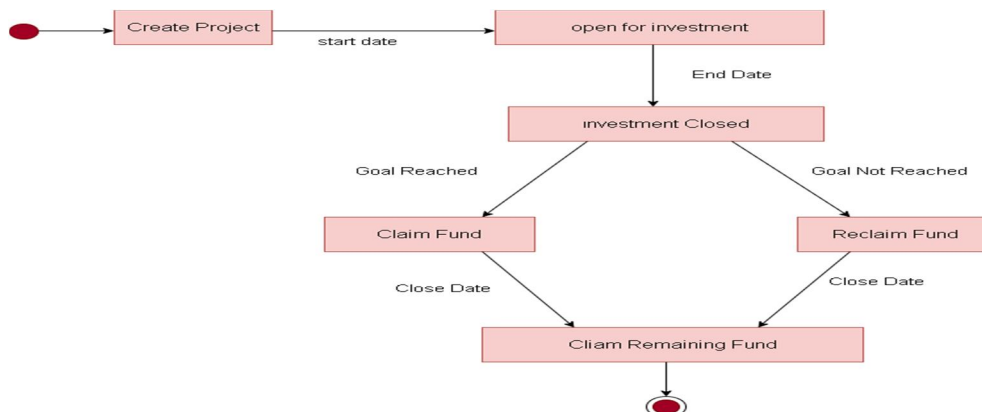 Create Project
start date
open for investment
End Date
investment Closed
Goal Reached
Goal Not Reached
Claim Fund
Reclaim Fund
Close Date
Close Date
Cliam Remaining Fund